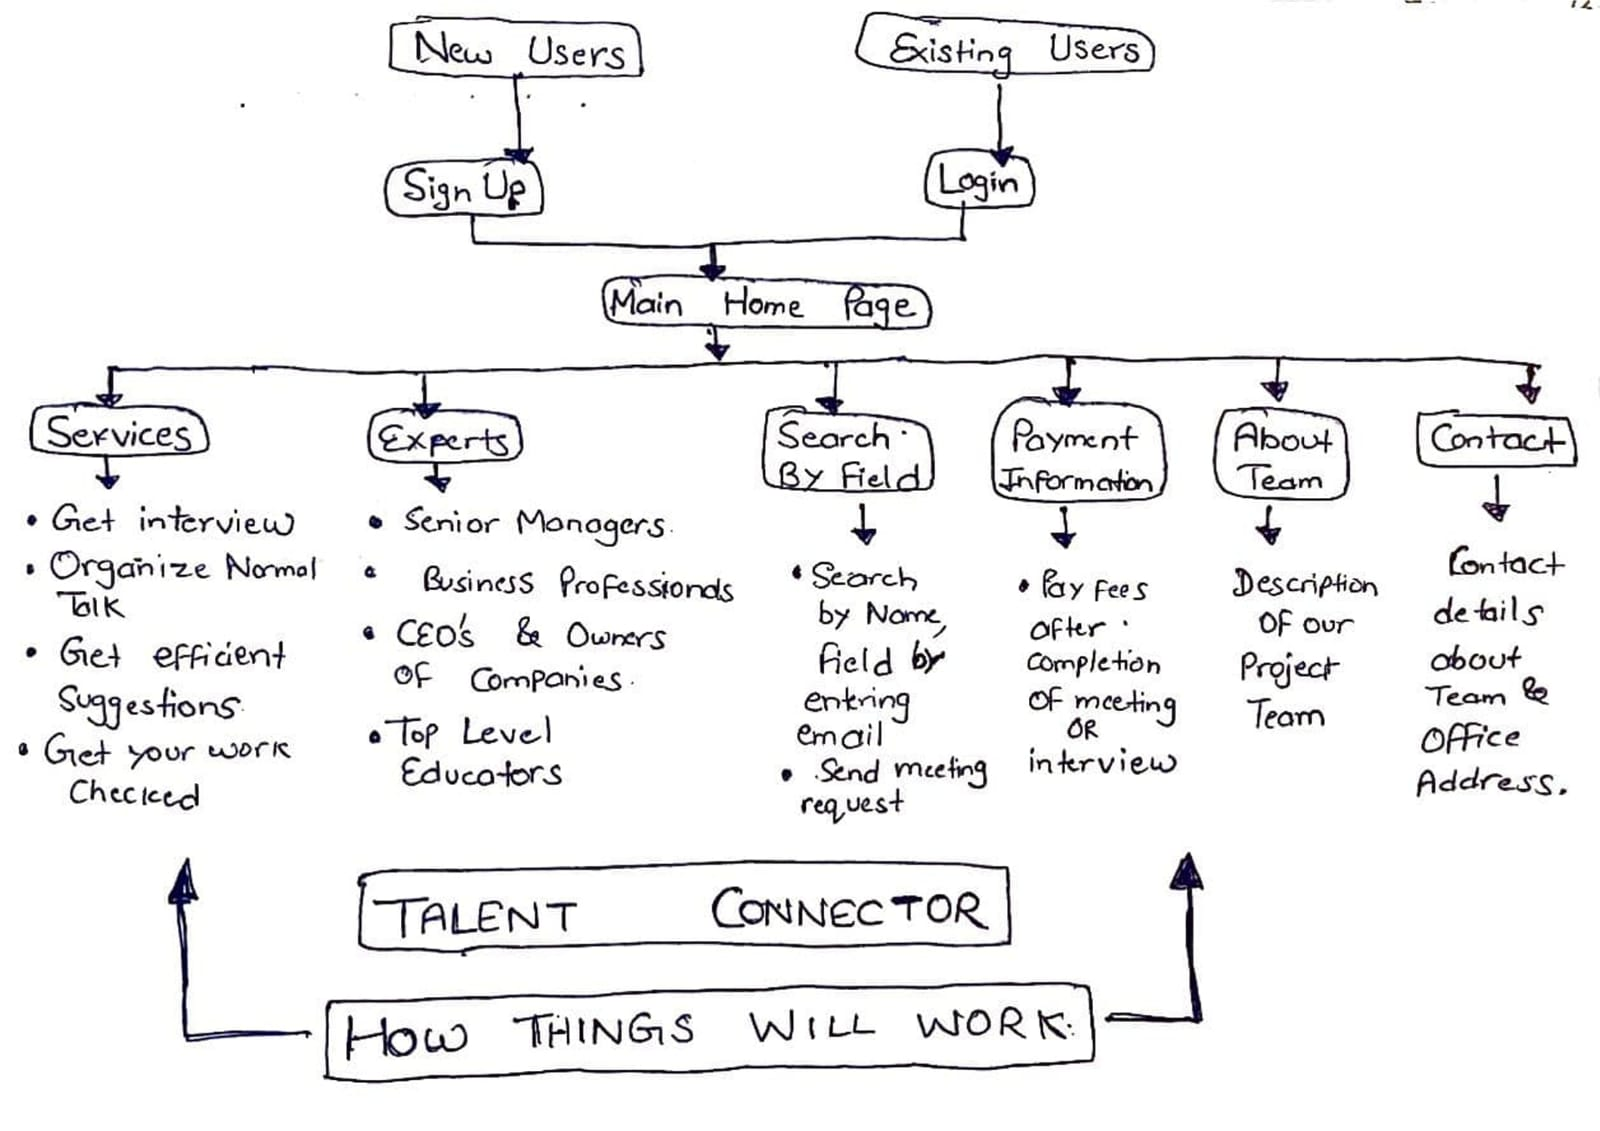 New Users
Existing Users
Sign Up
Login
Main Home Page
Services
• Get interview
• Organize Normal
Talk
• Get efficient
Suggestions.
• Get your work
Checked
Experts
• Senior Managers.
• Business Professionds
• CEO's & Owners
OF Companies.
• Top Level
Educators
Search
By Field
• Search
by Name,
field by
entring
email
• Send meeting
request
Payment
Information
• Pay Fees
after
completion
OF meeting
OR
interview
About
Team
Description
OF our
Project
Team
Contact
Contact
details
about
Team &
Office
Address.
TALENT CONNECTOR
HOW THINGS WILL WORK.